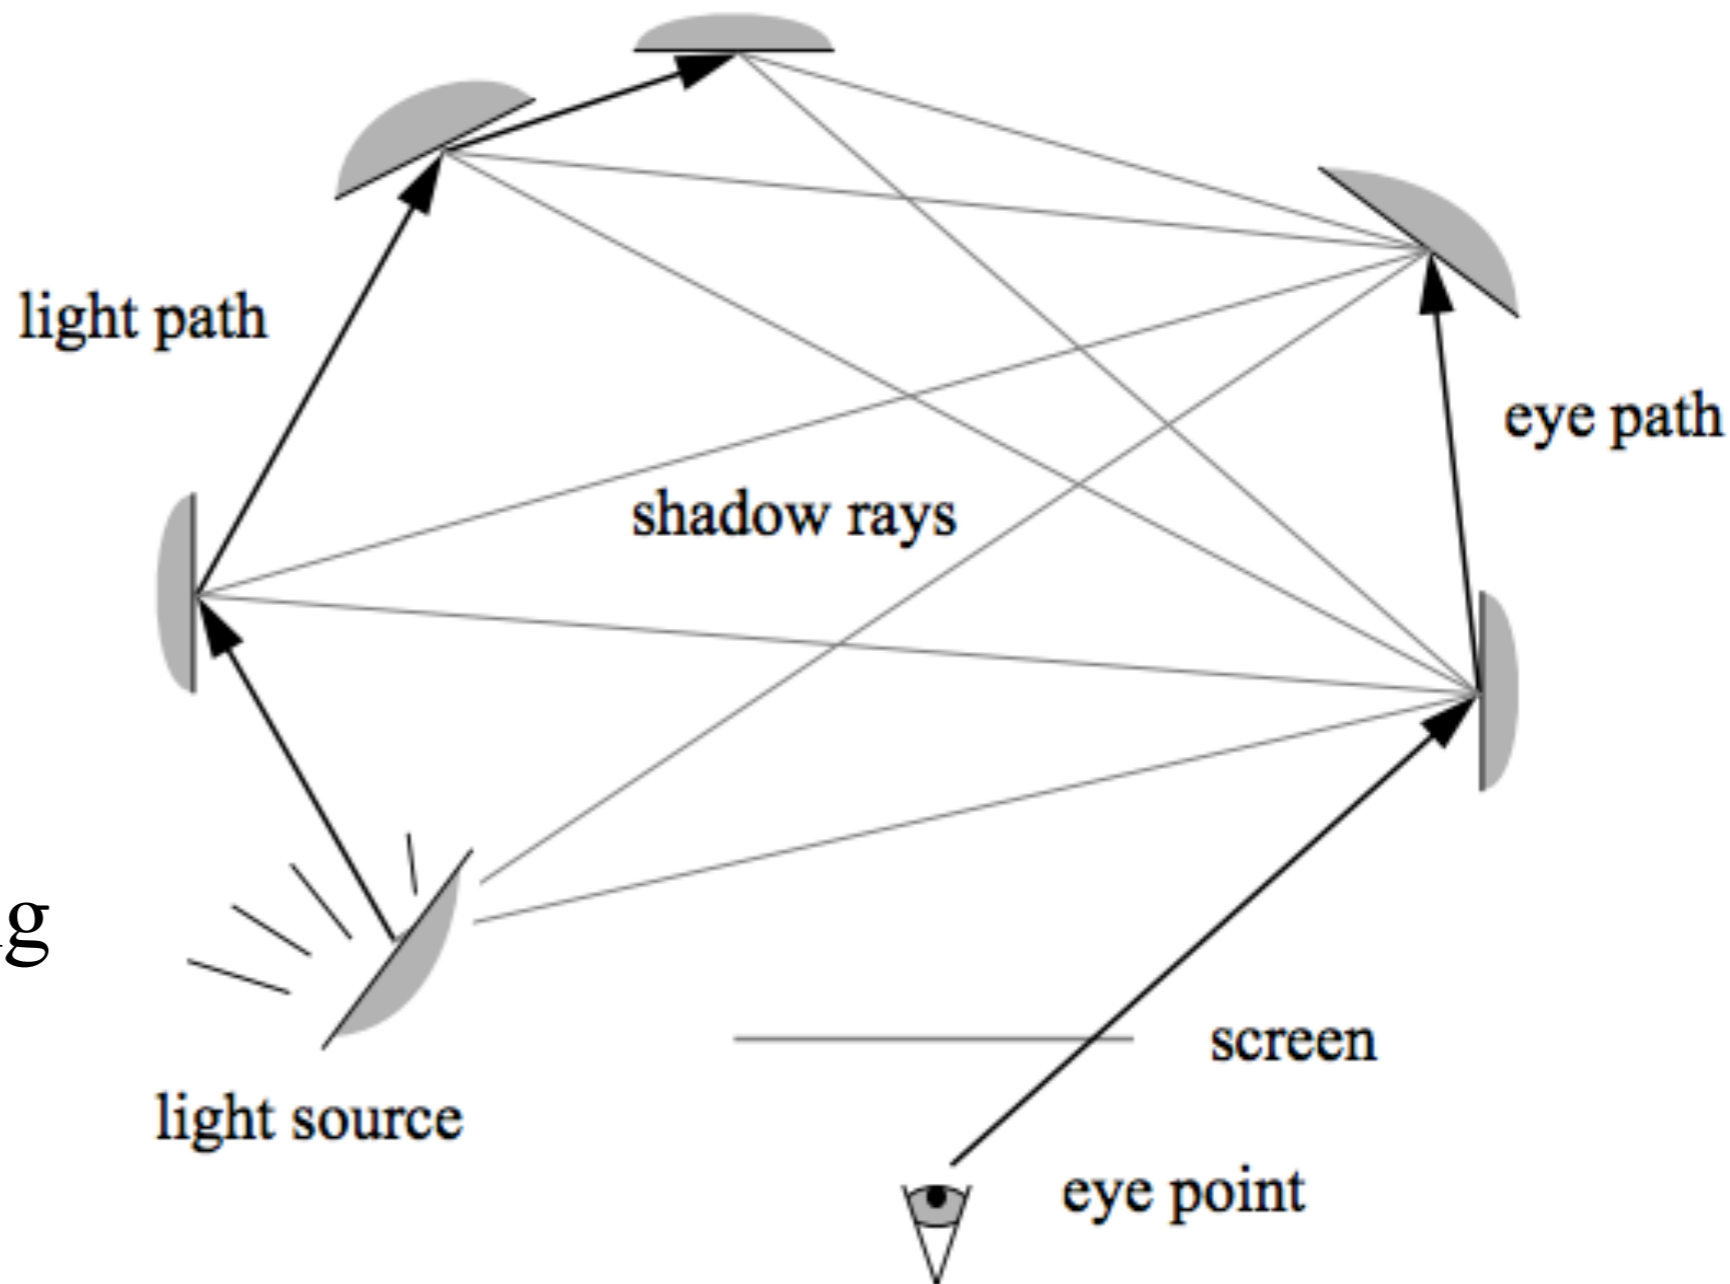 light path
eye path
shadow rays
g
screen
light source
eye point